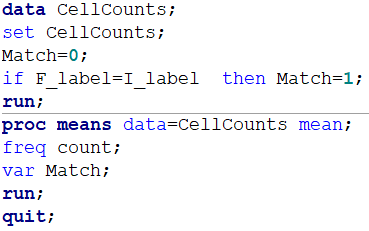 data CellCounts;
set CellCounts;
Match=0;
if F_label=I_label  then Match=1;
run;
proc means data=CellCounts mean;
freq count;
var Match;
run;
quit;